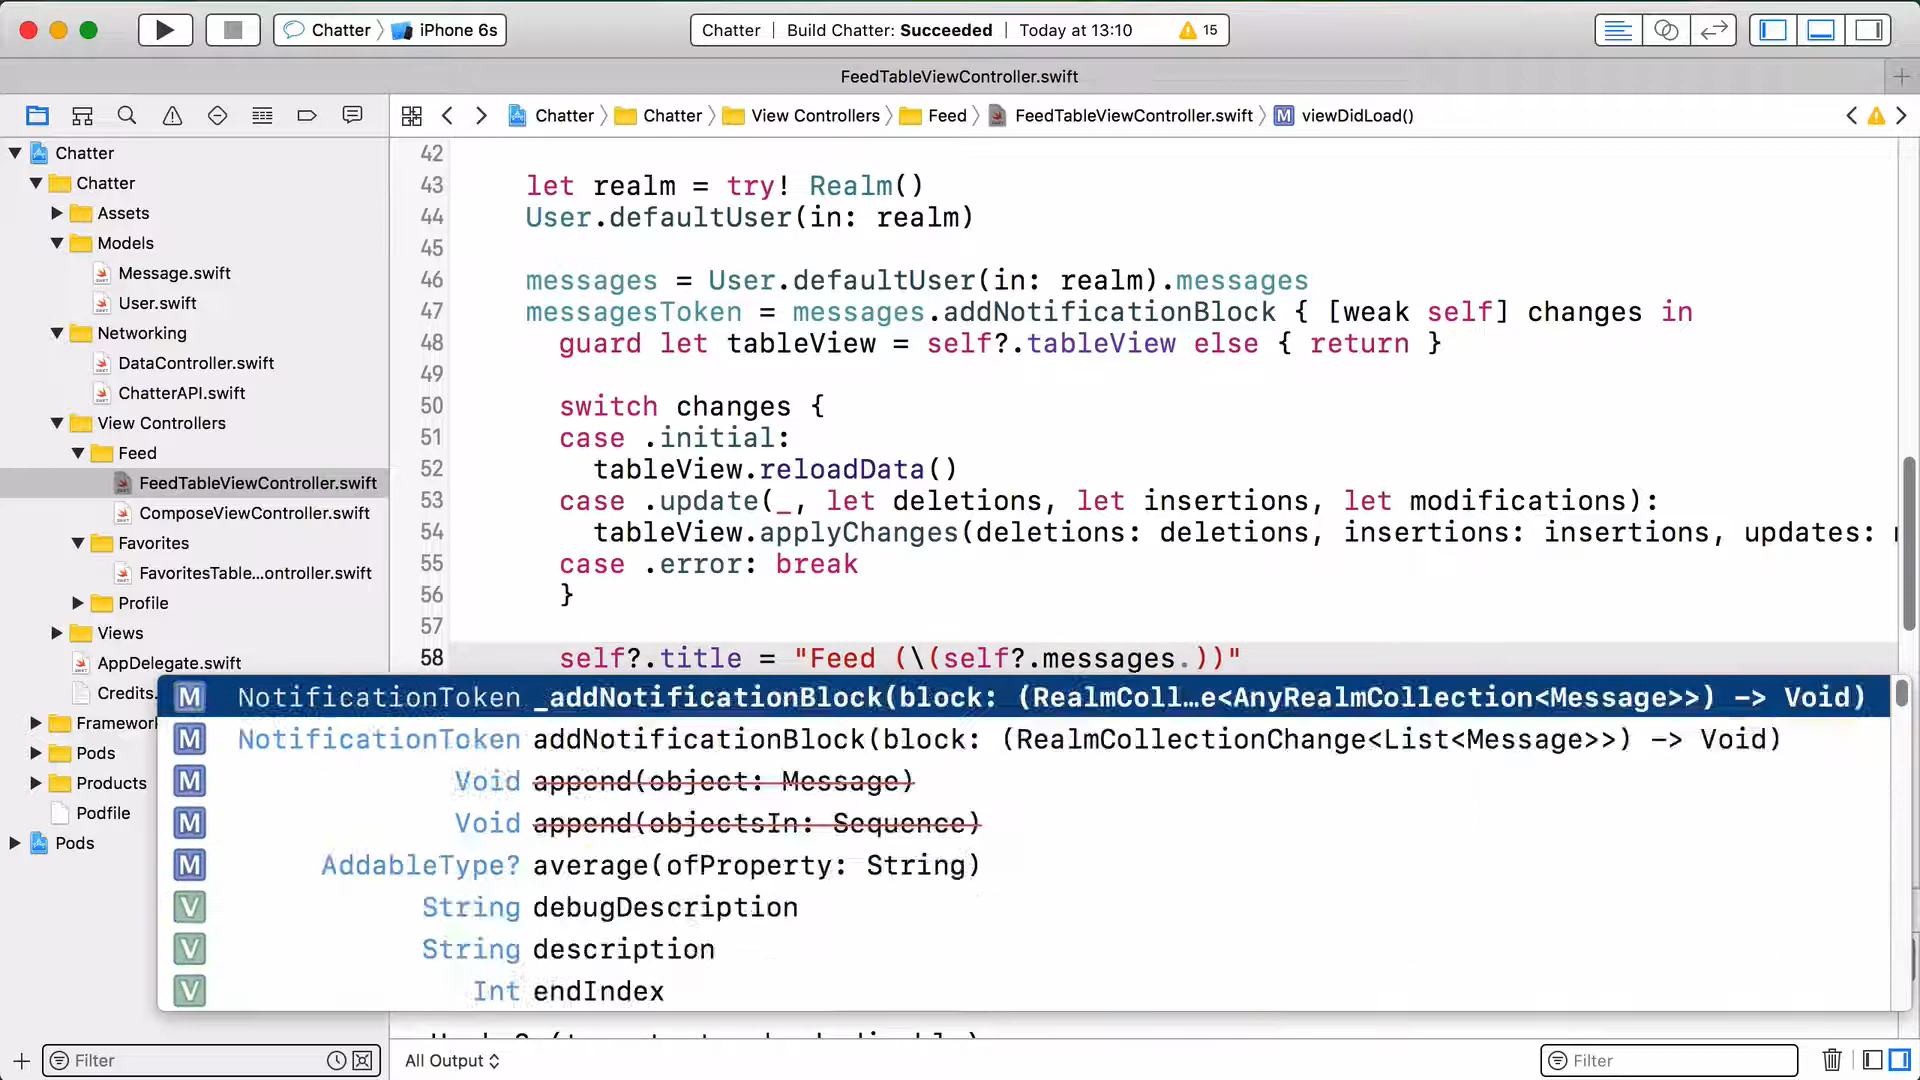 Chatter
iPhone 6s
Chatter | Build Chatter: Succeeded | Today at 13:10
15
FeedTableViewController.swift
Chatter
Chatter
View Controllers
Feed
FeedTableViewController.swift
M viewDidLoad()
Chatter
Chatter
Assets
Models
Message.swift
User.swift
Networking
DataController.swift
ChatterAPI.swift
View Controllers
Feed
FeedTableViewController.swift
ComposeViewController.swift
Favorites
FavoritesTable...ontroller.swift
Profile
Views
AppDelegate.swift
Credits.
Framewor
Pods
Products
Podfile
Pods
42
43 let realm = try! Realm()
44 User.defaultUser(in: realm)
45
46 messages = User.defaultUser(in: realm).messages
47 messagesToken = messages.addNotificationBlock { [weak self] changes in
48 guard let tableView = self?.tableView else { return }
49
50 switch changes {
51 case .initial:
52 tableView.reloadData()
53 case .update(_, let deletions, let insertions, let modifications):
54 tableView.applyChanges(deletions: deletions, insertions: insertions, updates:
55 case .error: break
56 }
57
58 self?.title = "Feed (\(self?.messages.))"
M NotificationToken _addNotificationBlock(block: (RealmColl…e<AnyRealmCollection<Message>>) -> Void)
M NotificationToken addNotificationBlock(block: (RealmCollectionChange<List<Message>>) -> Void)
M Void append(object: Message)
M Void append(objectsIn: Sequence)
M AddableType? average(ofProperty: String)
V String debugDescription
V String description
V Int endIndex
Filter
All Output
Filter